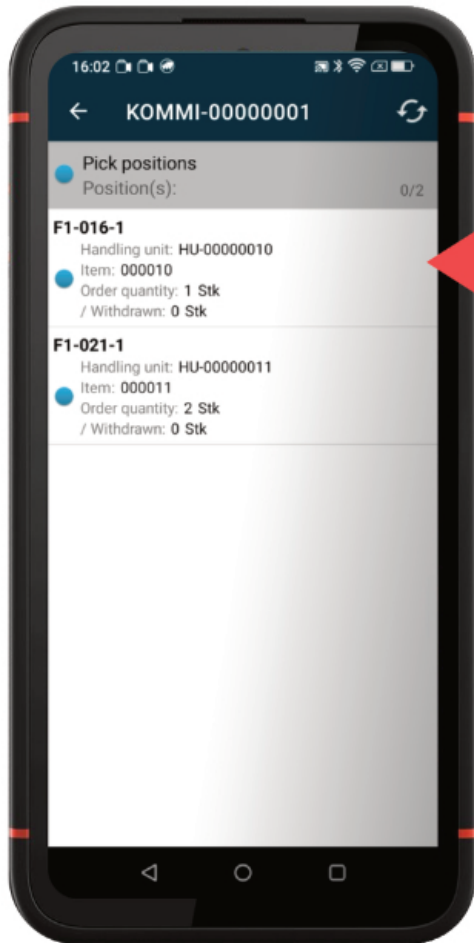 16:02
KOMMI-00000001
Pick positions
Position(s): 0/2
F1-016-1
Handling unit: HU-00000010
Item: 000010
Order quantity: 1 Stk
/ Withdrawn: 0 Stk
F1-021-1
Handling unit: HU-00000011
Item: 000011
Order quantity: 2 Stk
/ Withdrawn: 0 Stk